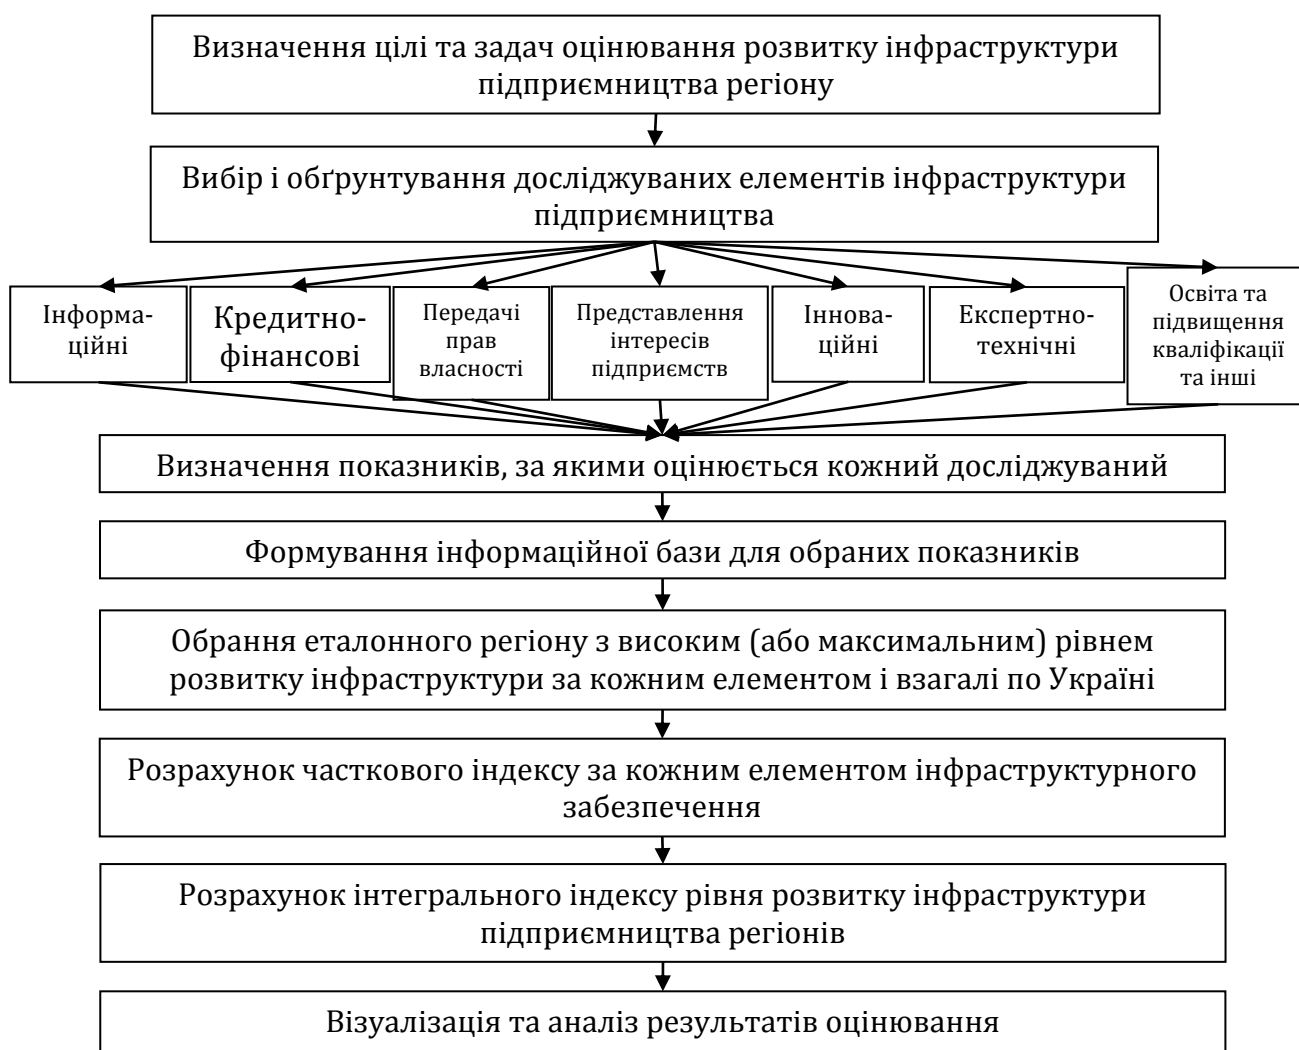 Визначення цілі та задач оцінювання розвитку інфраструктури
підприємництва регіону
Вибір і обґрунтування досліджуваних елементів інфраструктури
підприємництва
Інформа-
ційні
Кредитно-
фінансові
Передачі
прав
власності
Представлення
інтересів
підприємств
Іннова-
ційні
Експертно-
технічні
Освіта та
підвищення
кваліфікації
та інші
Визначення показників, за якими оцінюється кожний досліджуваний
Формування інформаційної бази для обраних показників
Обрання еталонного регіону з високим (або максимальним) рівнем
розвитку інфраструктури за кожним елементом і взагалі по Україні
Розрахунок часткового індексу за кожним елементом інфраструктурного
забезпечення
Розрахунок інтегрального індексу рівня розвитку інфраструктури
підприємництва регіонів
Візуалізація та аналіз результатів оцінювання